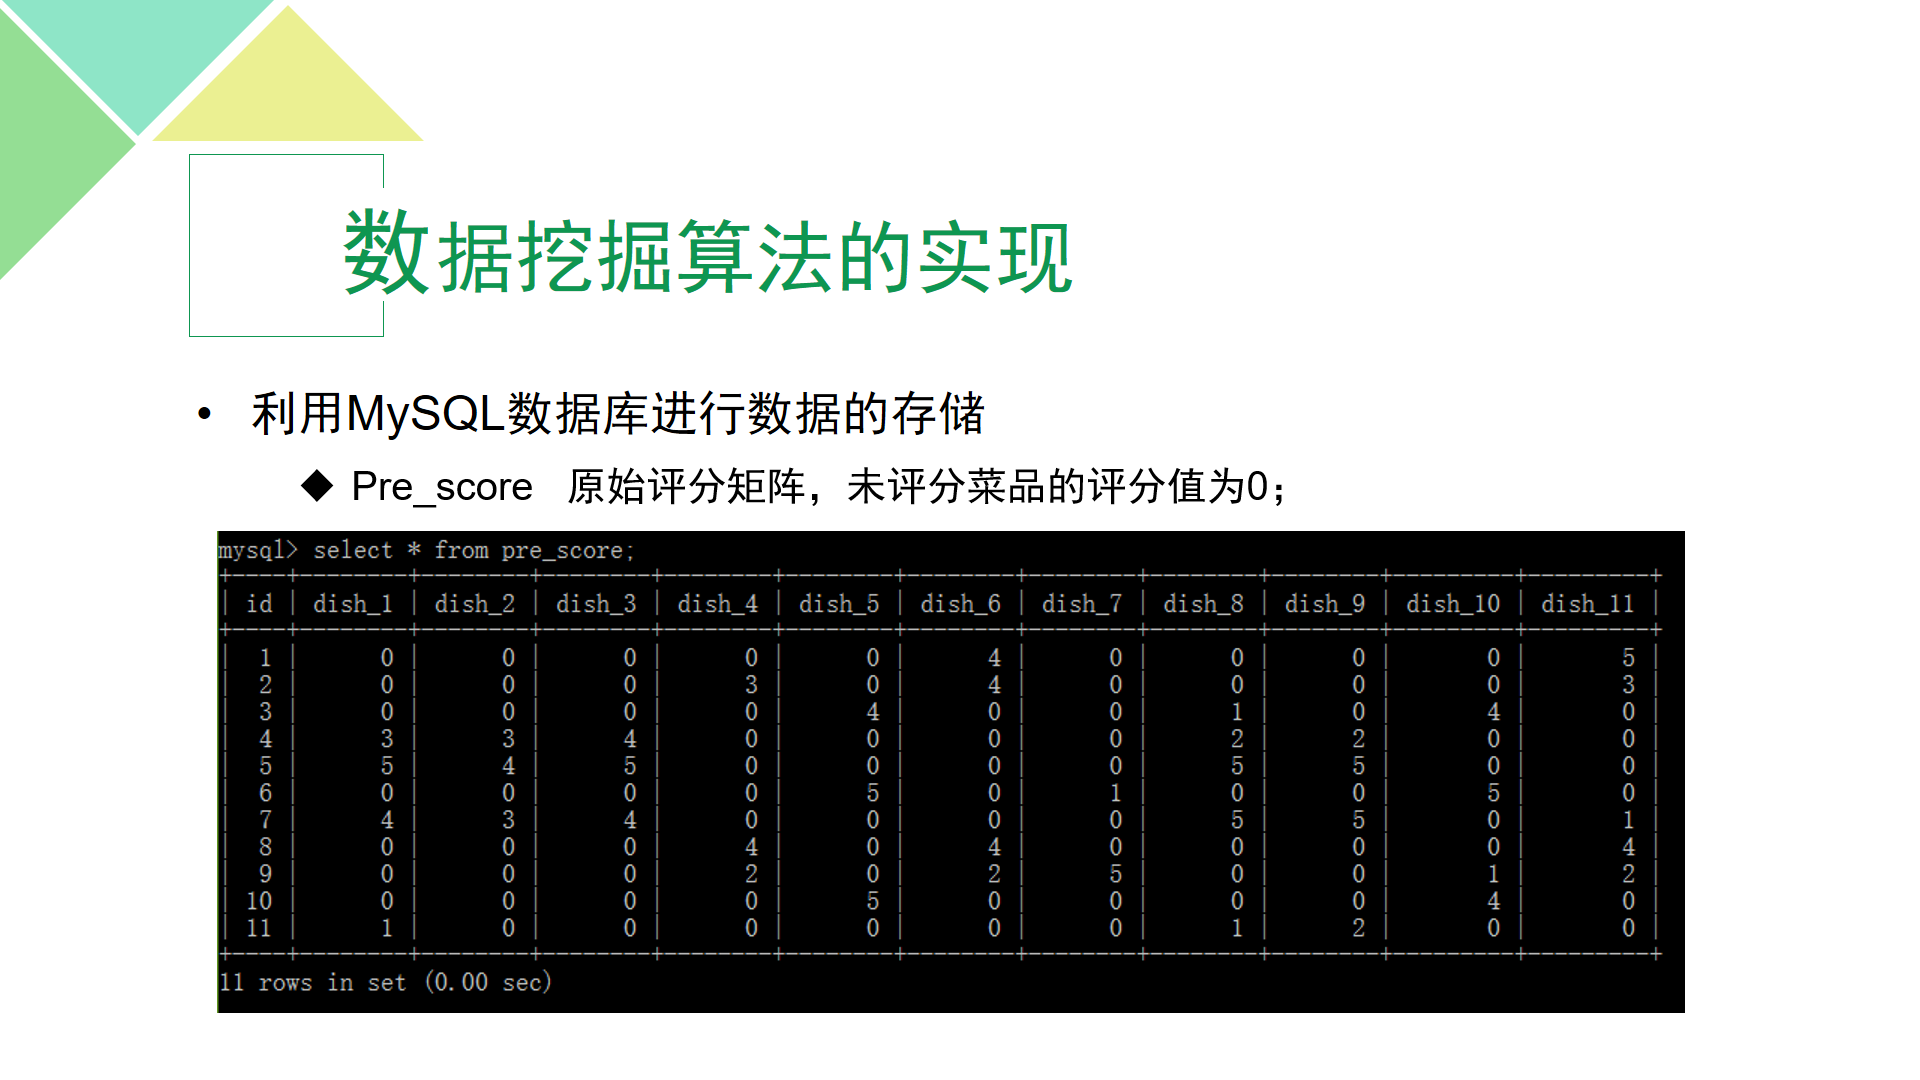 数据挖掘算法的实现
• 利用MySQL数据库进行数据的存储
◆ Pre_score 原始评分矩阵，未评分菜品的评分值为0；
mysql> select * from pre_score;
+----+--------+--------+--------+--------+--------+--------+--------+--------+--------+---------+---------+
| id | dish_1 | dish_2 | dish_3 | dish_4 | dish_5 | dish_6 | dish_7 | dish_8 | dish_9 | dish_10 | dish_11 |
+----+--------+--------+--------+--------+--------+--------+--------+--------+--------+---------+---------+
|  1 |      0 |      0 |      0 |      0 |      0 |      4 |      0 |      0 |      0 |       0 |       5 |
|  2 |      0 |      0 |      0 |      3 |      0 |      4 |      0 |      0 |      0 |       0 |       3 |
|  3 |      0 |      0 |      0 |      0 |      4 |      0 |      0 |      1 |      0 |       4 |       0 |
|  4 |      3 |      3 |      4 |      0 |      0 |      0 |      0 |      2 |      2 |       0 |       0 |
|  5 |      5 |      4 |      5 |      0 |      0 |      0 |      0 |      5 |      5 |       0 |       0 |
|  6 |      0 |      0 |      0 |      0 |      5 |      0 |      1 |      0 |      0 |       5 |       0 |
|  7 |      4 |      3 |      4 |      0 |      0 |      0 |      0 |      5 |      5 |       0 |       1 |
|  8 |      0 |      0 |      0 |      4 |      0 |      4 |      0 |      0 |      0 |       0 |       4 |
|  9 |      0 |      0 |      0 |      2 |      0 |      2 |      5 |      0 |      0 |       1 |       2 |
| 10 |      0 |      0 |      0 |      0 |      5 |      0 |      0 |      0 |      0 |       4 |       0 |
| 11 |      1 |      0 |      0 |      0 |      0 |      0 |      0 |      1 |      2 |       0 |       0 |
+----+--------+--------+--------+--------+--------+--------+--------+--------+--------+---------+---------+
11 rows in set (0.00 sec)